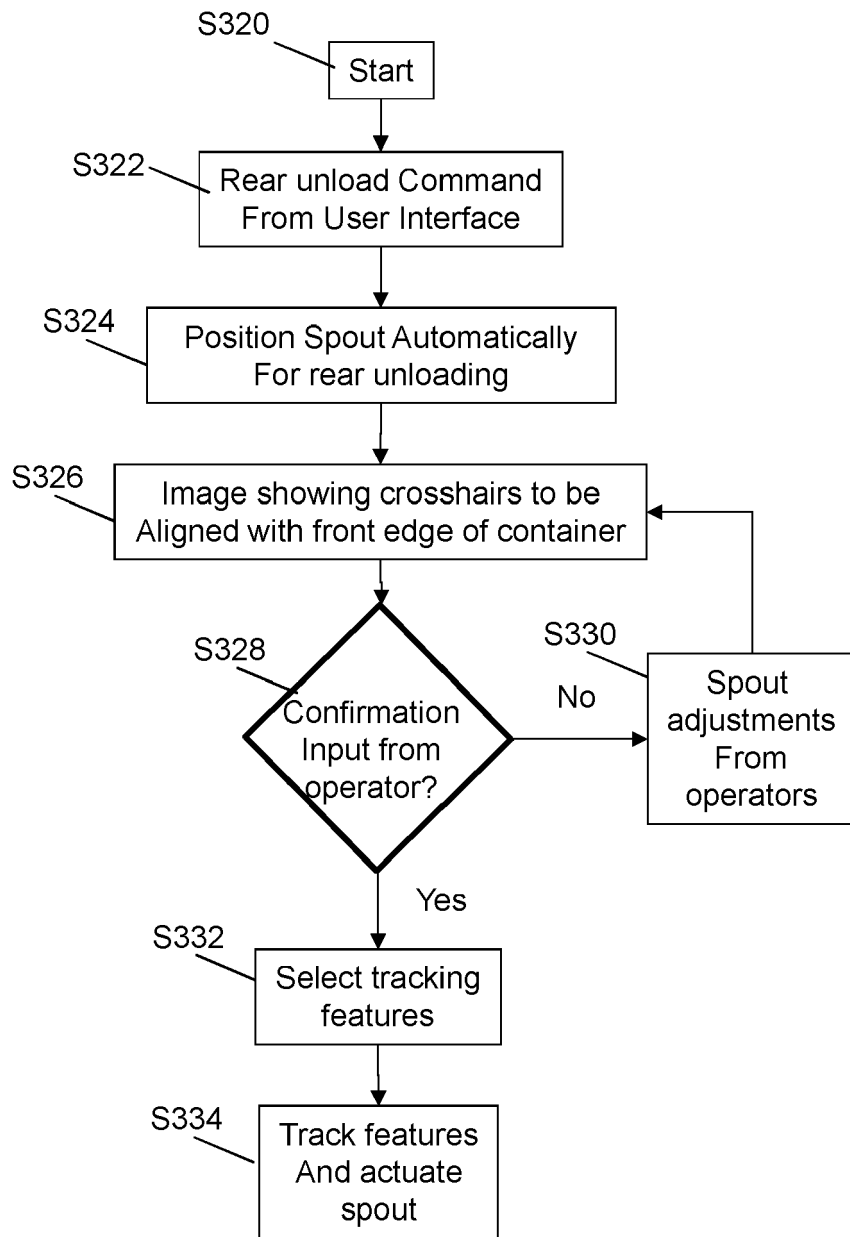 S320
Start
S322
Rear unload Command
From User Interface
S324
Position Spout Automatically
For rear unloading
S326
Image showing crosshairs to be
Aligned with front edge of container
S328
Confirmation
Input from
operator?
No
S330
Spout
adjustments
From
operators
Yes
S332
Select tracking
features
S334
Track features
And actuate
spout